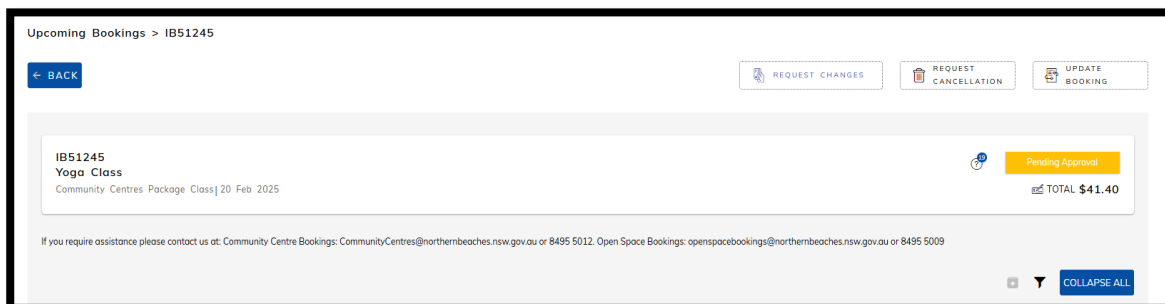 Upcoming Bookings > IB51245
← BACK
REQUEST CHANGES
REQUEST
CANCELLATION
UPDATE
BOOKING
IB51245
19
Pending Approval
Yoga Class
Community Centres Package Class| 20 Feb 2025
TOTAL $41.40
If you require assistance please contact us at: Community Centre Bookings: CommunityCentres@northernbeaches.nsw.gov.au or 8495 5012. Open Space Bookings: openspacebookings@northernbeaches.nsw.gov.au or 8495 5009
COLLAPSE ALL